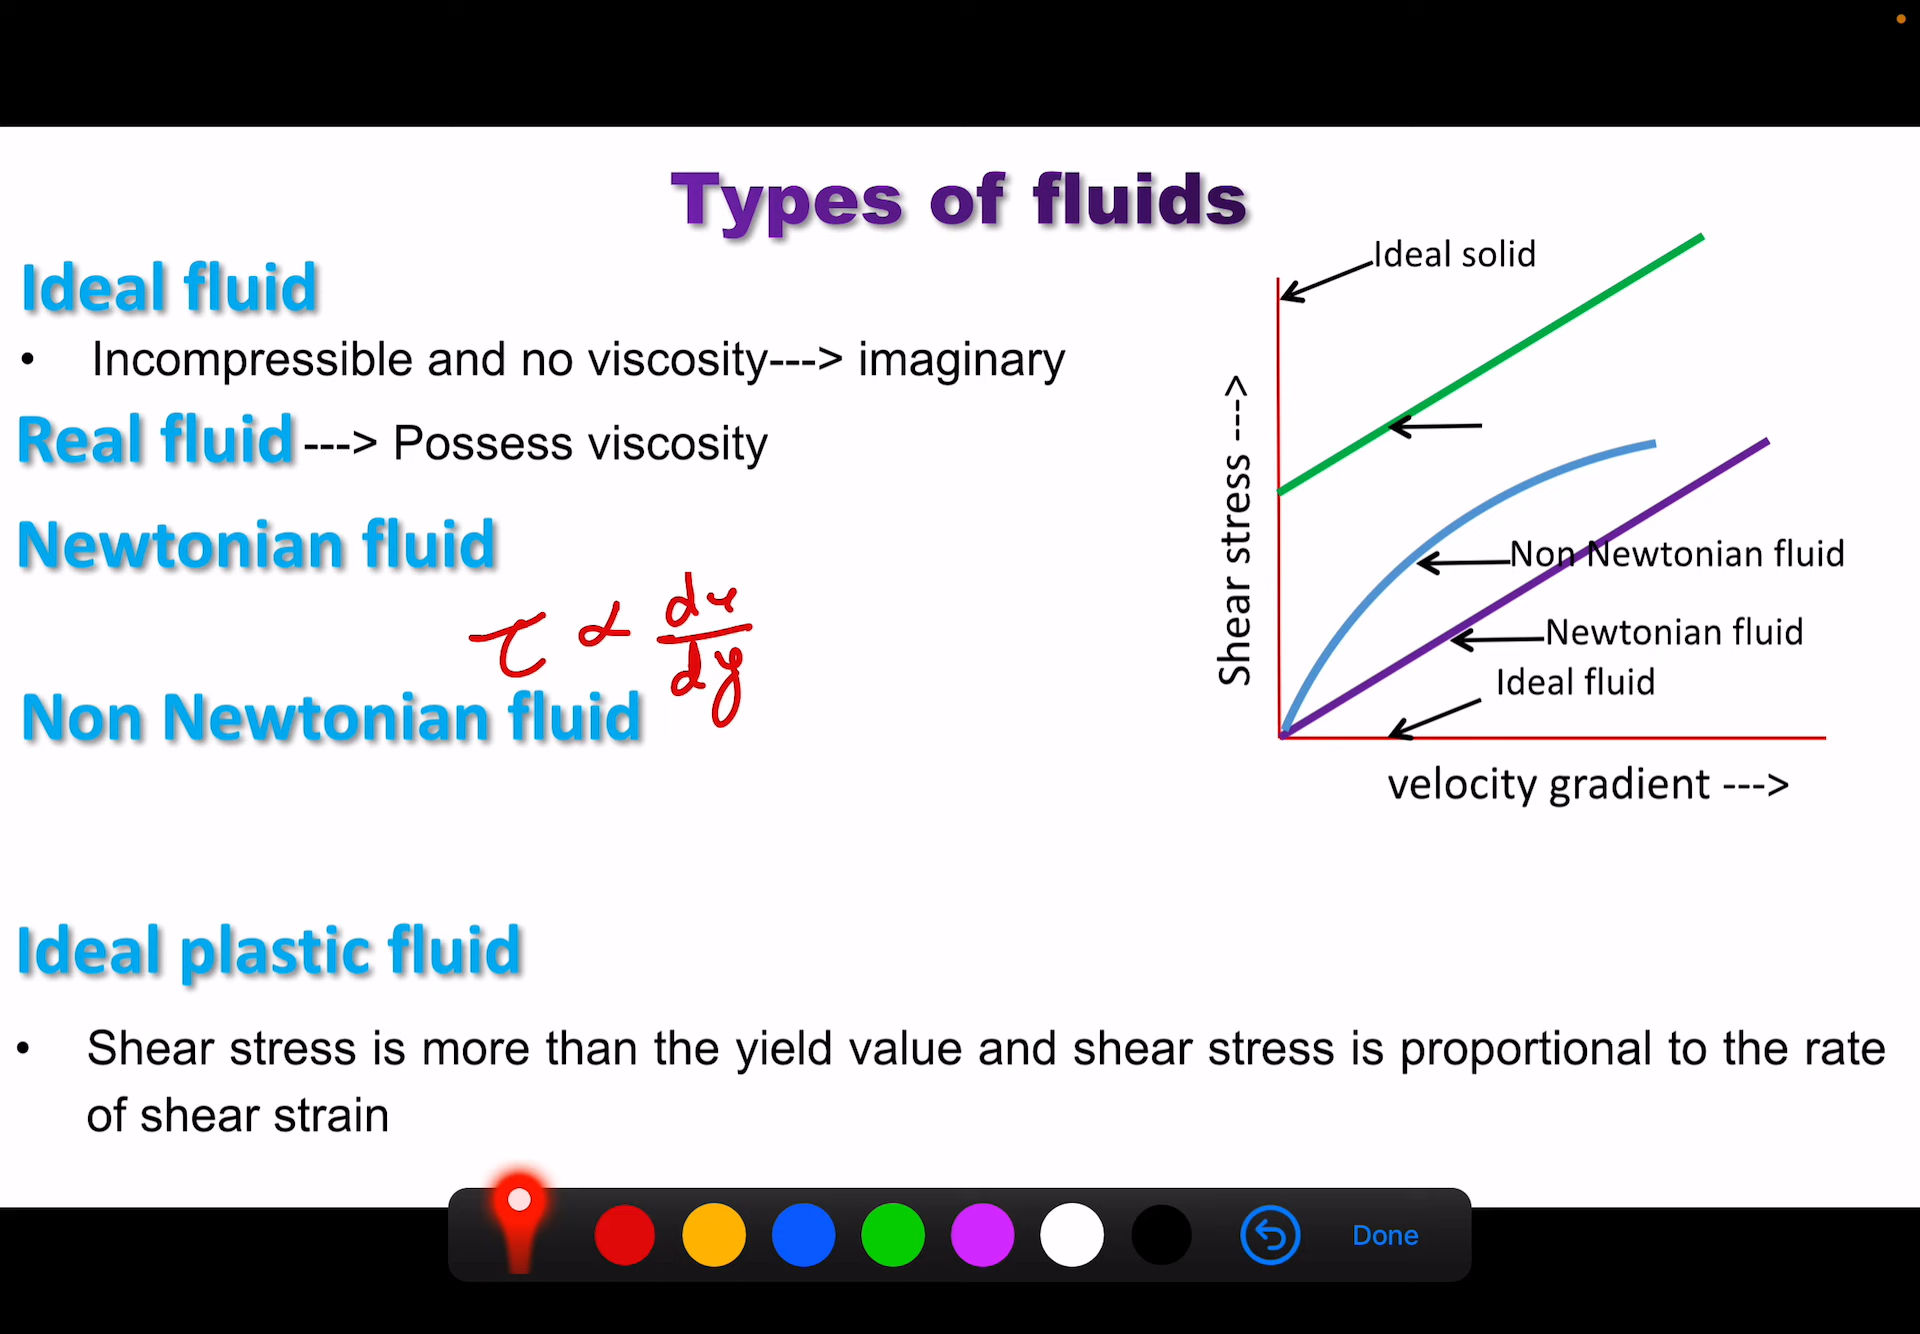 Types of fluids
Ideal fluid
• Incompressible and no viscosity---> imaginary
Real fluid ---> Possess viscosity
Newtonian fluid
τ ∝ du/dy
Non Newtonian fluid
Ideal plastic fluid
• Shear stress is more than the yield value and shear stress is proportional to the rate
of shear strain
Ideal solid
Shear stress --->
Non Newtonian fluid
Newtonian fluid
Ideal fluid
velocity gradient --->
Done